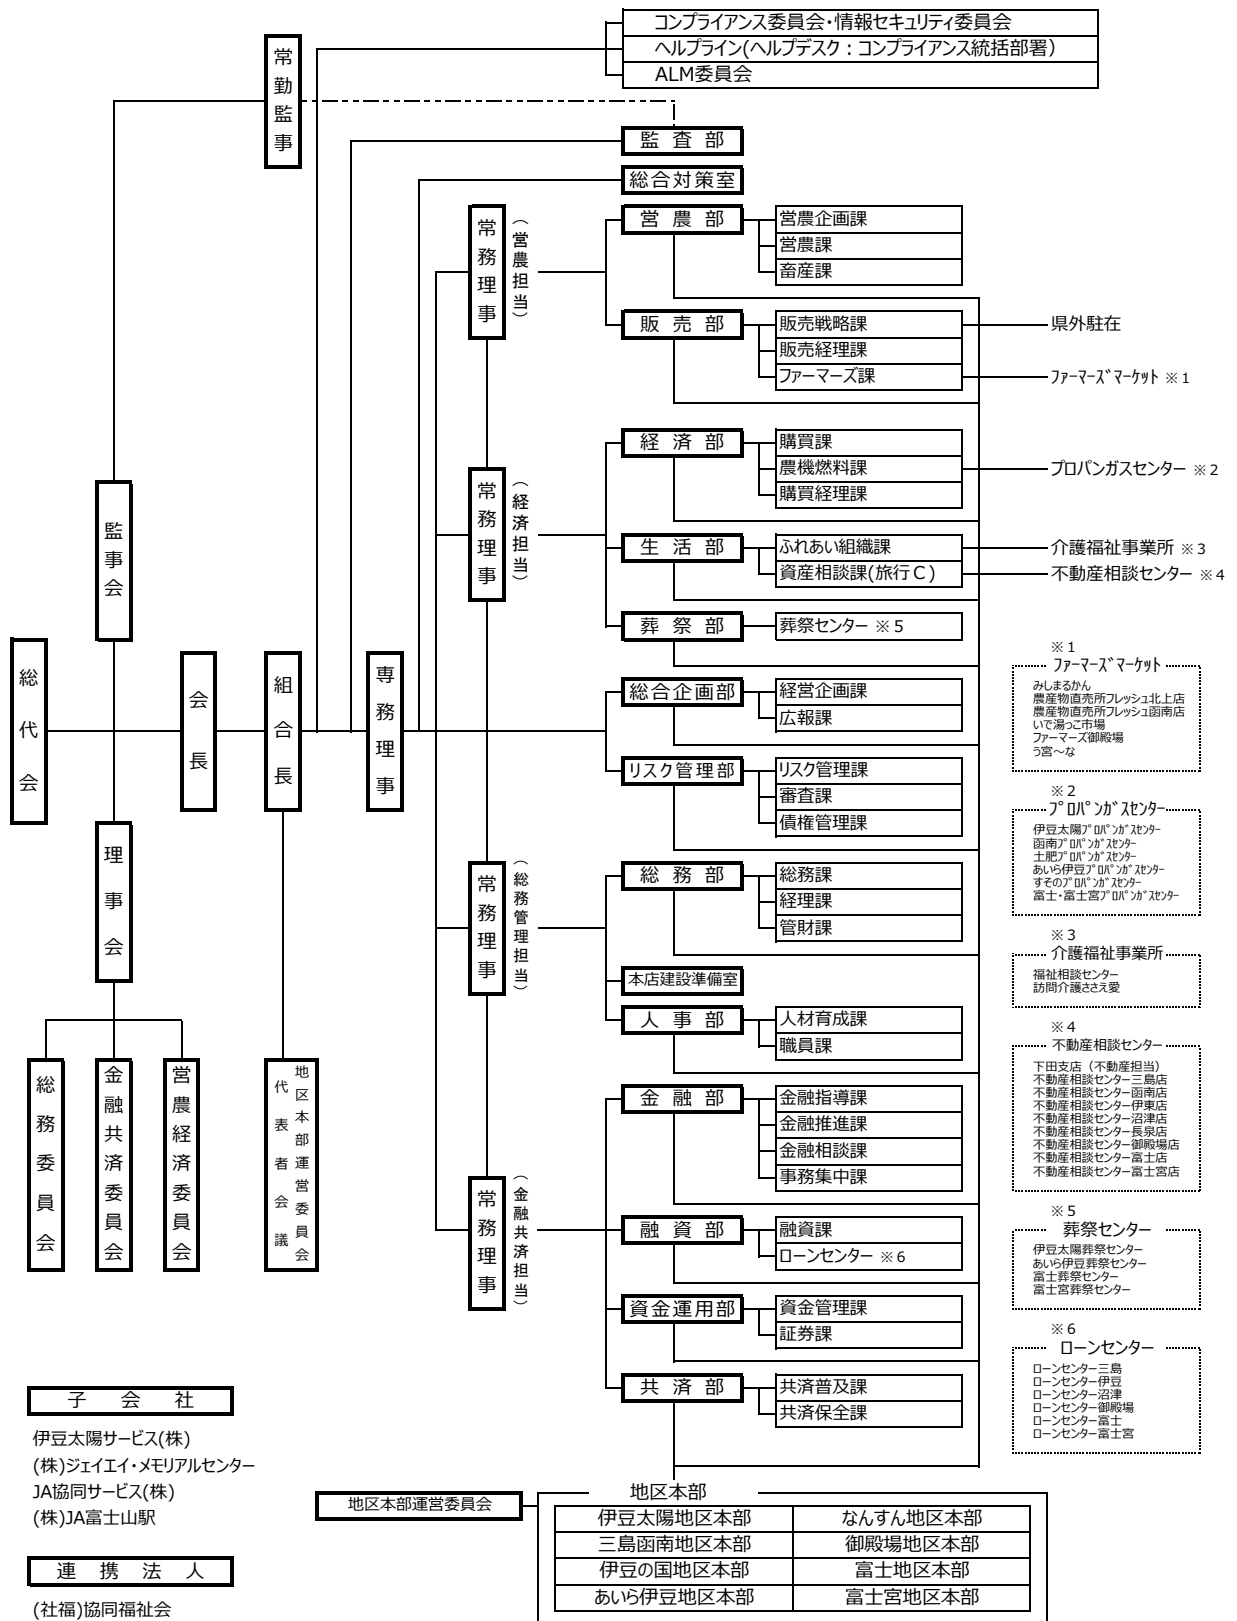 コンプライアンス委員会・情報セキュリティ委員会
ヘルプライン(ヘルプデスク：コンプライアンス統括部署)
ALM委員会
常勤監事
監査部
総合対策室
常務理事
（営農担当）
営農部
営農企画課
営農課
畜産課
販売部
販売戦略課
県外駐在
販売経理課
ファーマーズ課
ﾌｧｰﾏｰｽﾞﾏｰｹｯﾄ ※1
常務理事
（経済担当）
経済部
購買課
農機燃料課
プロパンガスセンター ※2
購買経理課
生活部
ふれあい組織課
介護福祉事業所 ※3
資産相談課(旅行C)
不動産相談センター ※4
葬祭部
葬祭センター ※5
監事会
総代会
会長
組合長
専務理事
総合企画部
経営企画課
広報課
リスク管理部
リスク管理課
審査課
債権管理課
理事会
常務理事
（総務管理担当）
総務部
総務課
経理課
管財課
本店建設準備室
人事部
人材育成課
職員課
総務委員会
金融共済委員会
営農経済委員会
地区本部運営委員会
代表者会議
常務理事
（金融共済担当）
金融部
金融指導課
金融推進課
金融相談課
事務集中課
融資部
融資課
ローンセンター ※6
資金運用部
資金管理課
証券課
共済部
共済普及課
共済保全課
※1
ﾌｧｰﾏｰｽﾞﾏｰｹｯﾄ
みしまるかん
農産物直売所フレッシュ北上店
農産物直売所フレッシュ函南店
いで湯っこ市場
ファーマーズ御殿場
う宮～な
※2
ﾌﾟﾛﾊﾟﾝｶﾞｽｾﾝﾀｰ
伊豆太陽ﾌﾟﾛﾊﾟﾝｶﾞｽｾﾝﾀｰ
函南ﾌﾟﾛﾊﾟﾝｶﾞｽｾﾝﾀｰ
土肥ﾌﾟﾛﾊﾟﾝｶﾞｽｾﾝﾀｰ
あいら伊豆ﾌﾟﾛﾊﾟﾝｶﾞｽｾﾝﾀｰ
すそのﾌﾟﾛﾊﾟﾝｶﾞｽｾﾝﾀｰ
富士・富士宮ﾌﾟﾛﾊﾟﾝｶﾞｽｾﾝﾀｰ
※3
介護福祉事業所
福祉相談センター
訪問介護ささえ愛
※4
不動産相談センター
下田支店（不動産担当）
不動産相談センター三島店
不動産相談センター函南店
不動産相談センター伊東店
不動産相談センター沼津店
不動産相談センター長泉店
不動産相談センター御殿場店
不動産相談センター富士店
不動産相談センター富士宮店
※5
葬祭センター
伊豆太陽葬祭センター
あいら伊豆葬祭センター
富士葬祭センター
富士宮葬祭センター
※6
ローンセンター
ローンセンター三島
ローンセンター伊豆
ローンセンター沼津
ローンセンター御殿場
ローンセンター富士
ローンセンター富士宮
子会社
伊豆太陽サービス(株)
(株)ジェイエイ・メモリアルセンター
JA協同サービス(株)
(株)JA富士山駅
連携法人
(社福)協同福祉会
地区本部運営委員会
地区本部
伊豆太陽地区本部 なんすん地区本部
三島函南地区本部 御殿場地区本部
伊豆の国地区本部 富士地区本部
あいら伊豆地区本部 富士宮地区本部